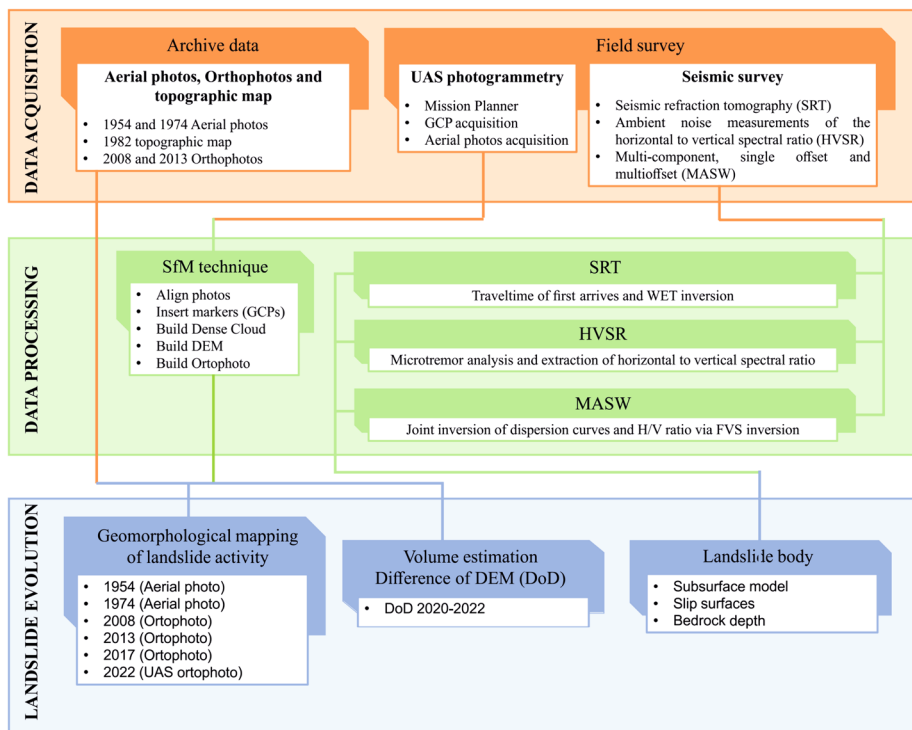 DATA ACQUISITION
Archive data
Aerial photos, Orthophotos and
topographic map
• 1954 and 1974 Aerial photos
• 1982 topographic map
• 2008 and 2013 Orthophotos
Field survey
UAS photogrammetry
• Mission Planner
• GCP acquisition
• Aerial photos acquisition
Seismic survey
• Seismic refraction tomography (SRT)
• Ambient noise measurements of the
horizontal to vertical spectral ratio (HVSR)
• Multi-component, single offset and
multioffset (MASW)
DATA PROCESSING
SfM technique
• Align photos
• Insert markers (GCPs)
• Build Dense Cloud
• Build DEM
• Build Ortophoto
SRT
Traveltime of first arrives and WET inversion
HVSR
Microtremor analysis and extraction of horizontal to vertical spectral ratio
MASW
Joint inversion of dispersion curves and H/V ratio via FVS inversion
LANDSLIDE EVOLUTION
Geomorphological mapping
of landslide activity
• 1954 (Aerial photo)
• 1974 (Aerial photo)
• 2008 (Ortophoto)
• 2013 (Ortophoto)
• 2017 (Ortophoto)
• 2022 (UAS ortophoto)
Volume estimation
Difference of DEM (DoD)
• DoD 2020-2022
Landslide body
• Subsurface model
• Slip surfaces
• Bedrock depth